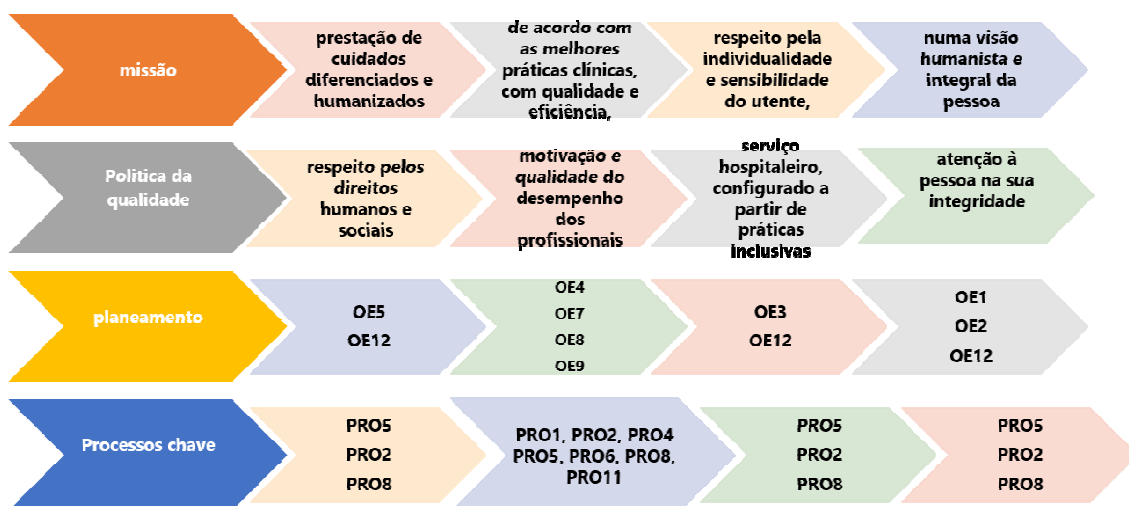 missão
prestação de
cuidados
diferenciados e
humanizados
de acordo com
as melhores
práticas clínicas,
com qualidade e
eficiência,
respeito pela
individualidade
e sensibilidade
do utente,
numa visão
humanista e
integral da
pessoa
Politica da
qualidade
respeito pelos
direitos
humanos e
sociais
motivação e
qualidade do
desempenho
dos
profissionais
serviço
hospitaleiro,
configurado a
partir de
práticas
inclusivas
atenção à
pessoa na sua
integridade
planeamento
OE5
OE12
OE4
OE7
OE8
OE9
OE3
OE12
OE1
OE2
OE12
Processos chave
PRO5
PRO2
PRO8
PRO1, PRO2, PRO4
PRO5, PRO6, PRO8,
PRO11
PRO5
PRO2
PRO8
PRO5
PRO2
PRO8